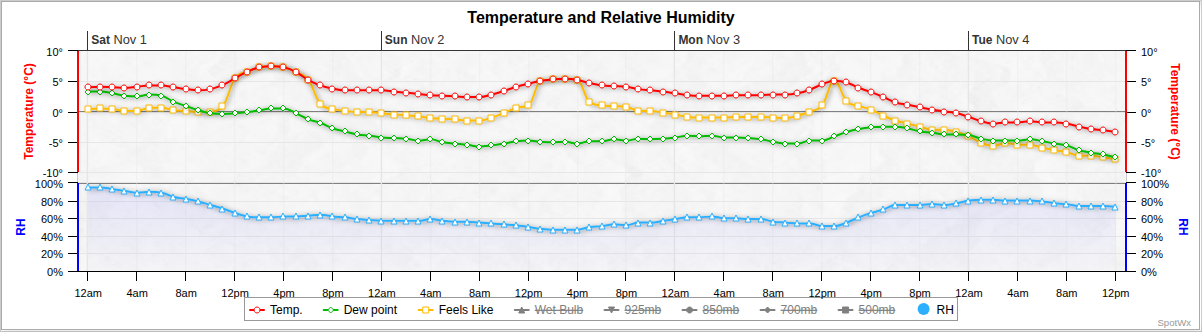 Temperature and Relative Humidity
Sat Nov 1 Sun Nov 2 Mon Nov 3 Tue Nov 4
10° 10°
5° 5°
0° 0°
-5° -5°
-10° -10°
Temperature (°C) Temperature (°C)
100% 100%
80% 80%
60% 60%
40% 40%
20% 20%
0% 0%
RH RH
12am 4am 8am 12pm 4pm 8pm 12am 4am 8am 12pm 4pm 8pm 12am 4am 8am 12pm 4pm 8pm 12am 4am 8am 12pm
Temp. Dew point Feels Like Wet Bulb 925mb 850mb 700mb 500mb RH
SpotWx